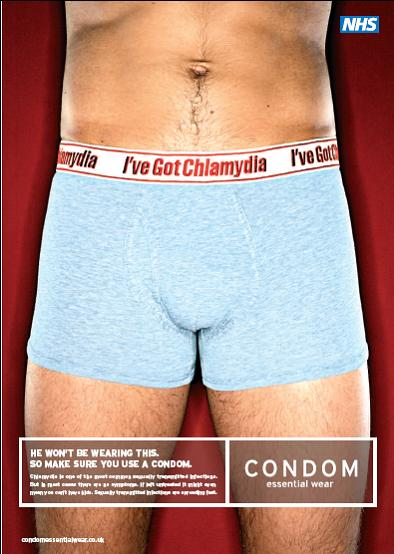 NHS
lamydia I've Got Chlamydia I've Got C
HE WON'T BE WEARING THIS.
SO MAKE SURE YOU USE A CONDOM.
Chlamydia is one of the most common sexually transmitted infections.
But in most cases there are no symptoms. If left untreated it might even
mean you can't have kids. Sexually transmitted infections are spreading fast.
CONDOM
essential wear
condomessentialwear.co.uk